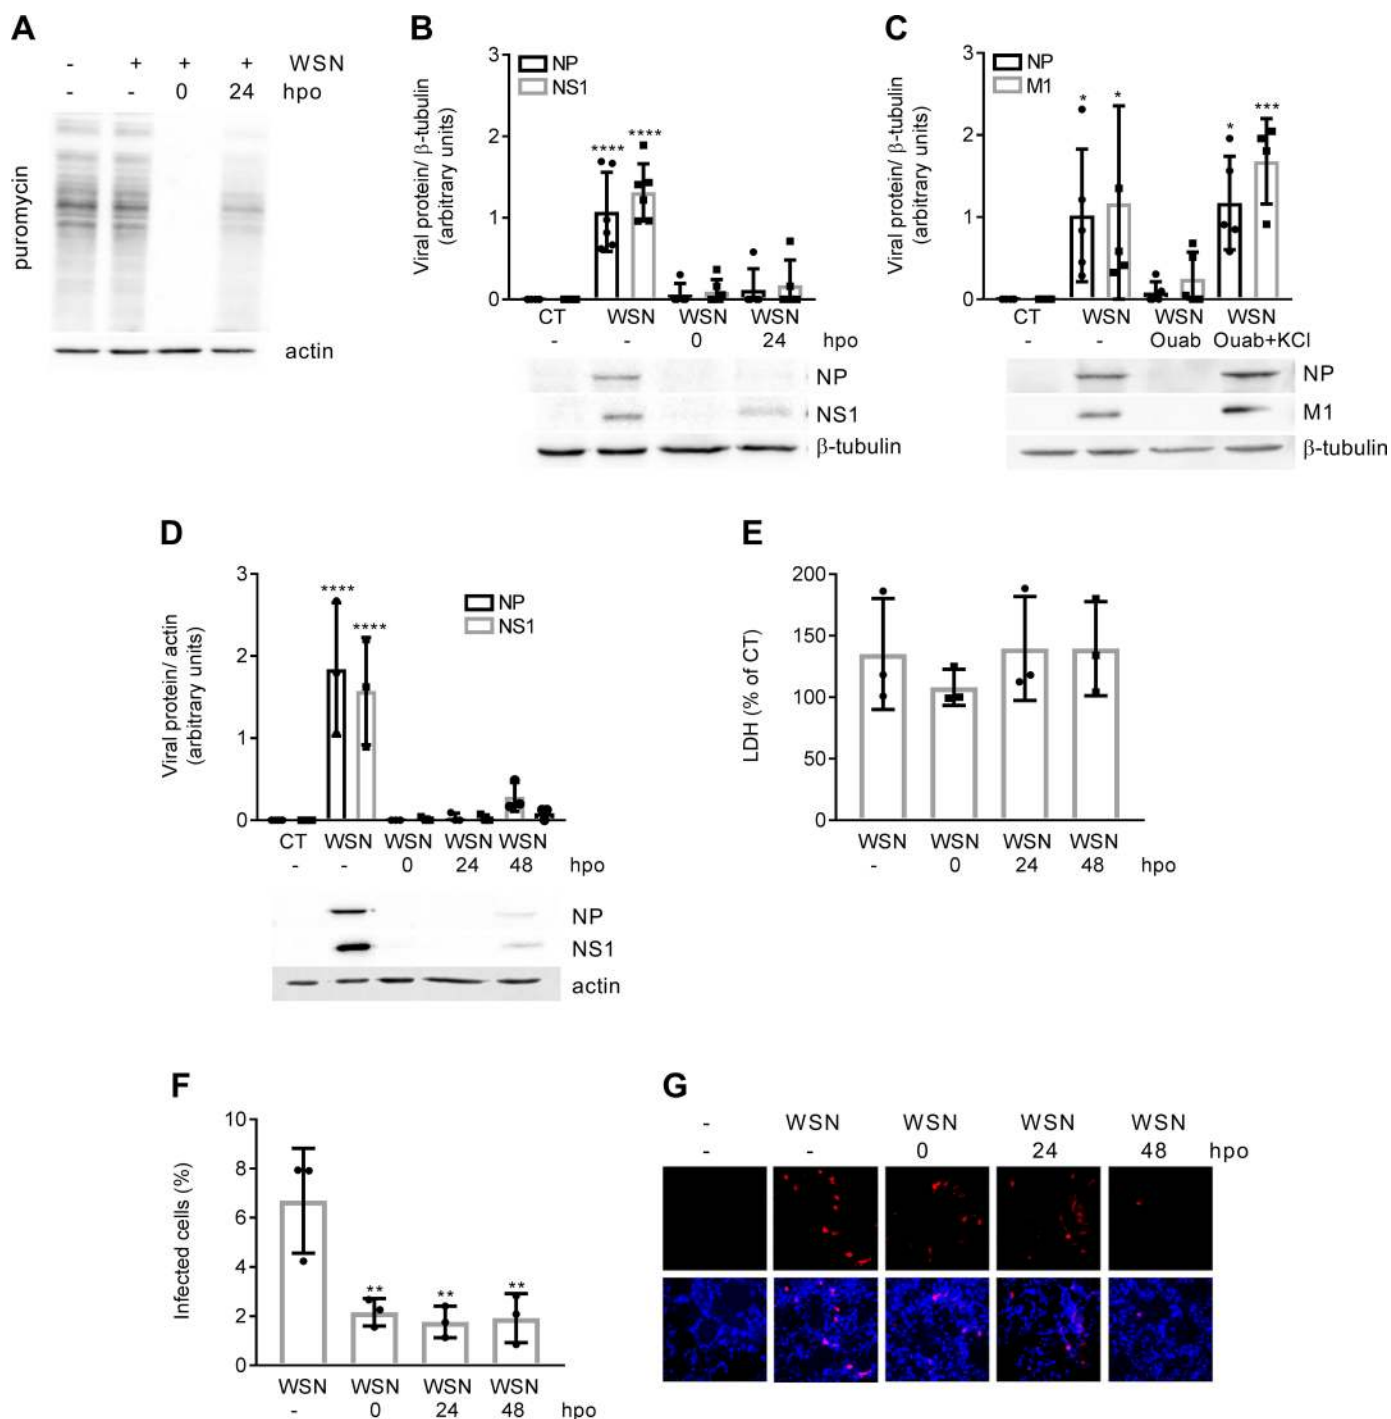 A
- + + + WSN
- - 0 24 hpo
puromycin
actin
B
NP
NS1
Viral protein/ β-tubulin
(arbitrary units)
3
2
1
0
**** ****
CT WSN WSN WSN
- - 0 24 hpo
NP
NS1
β-tubulin
C
NP
M1
Viral protein/ β-tubulin
(arbitrary units)
3
2
1
0
* * * ***
CT WSN WSN WSN
- - Ouab Ouab+KCl
NP
M1
β-tubulin
D
NP
NS1
Viral protein/ actin
(arbitrary units)
3
2
1
0
**** ****
CT WSN WSN WSN WSN
- - 0 24 48 hpo
NP
NS1
actin
E
LDH (% of CT)
200
150
100
50
0
WSN WSN WSN WSN
- 0 24 48 hpo
F
Infected cells (%)
10
8
6
4
2
0
** ** **
WSN WSN WSN WSN
- 0 24 48 hpo
G
- WSN WSN WSN WSN
- - 0 24 48 hpo